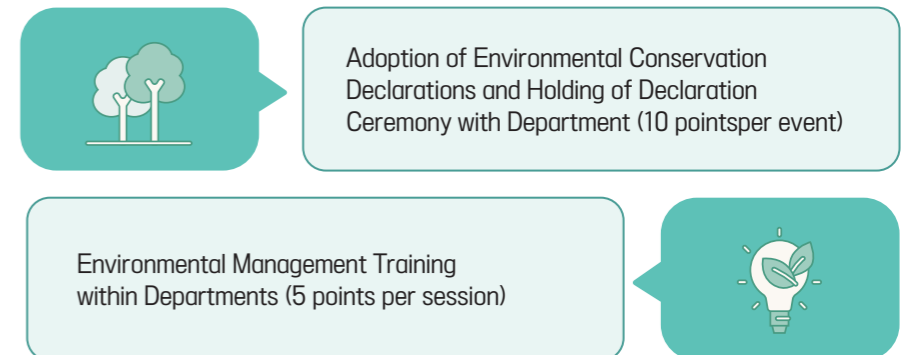 Adoption of Environmental Conservation
Declarations and Holding of Declaration
Ceremony with Department (10 pointsper event)
Environmental Management Training
within Departments (5 points per session)